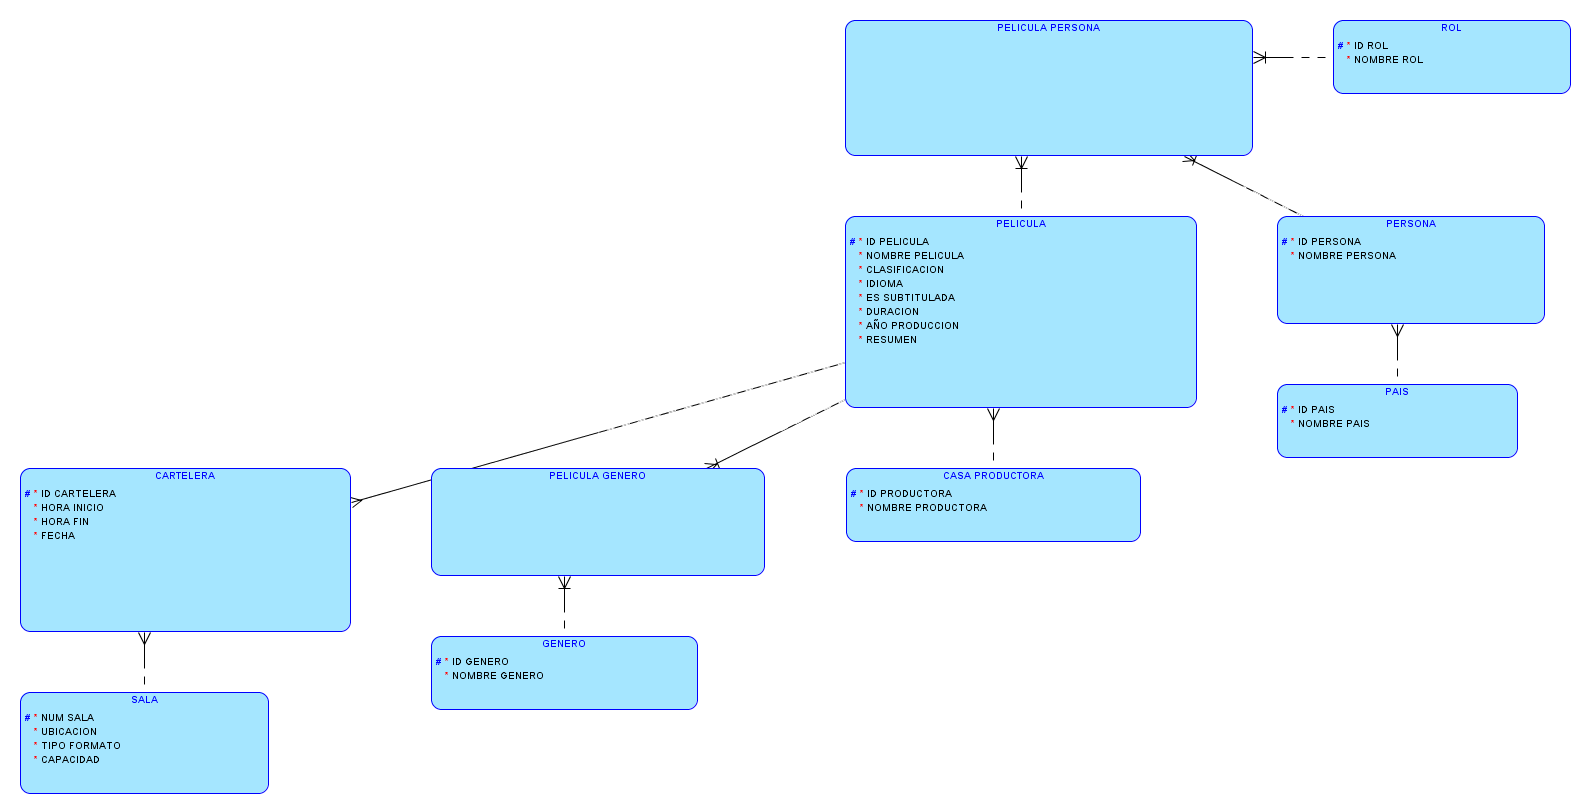 PELICULA PERSONA
ROL
# * ID ROL
* NOMBRE ROL
PELICULA
# * ID PELICULA
* NOMBRE PELICULA
* CLASIFICACION
* IDIOMA
* ES SUBTITULADA
* DURACION
* AÑO PRODUCCION
* RESUMEN
PERSONA
# * ID PERSONA
* NOMBRE PERSONA
PAIS
# * ID PAIS
* NOMBRE PAIS
CARTELERA
# * ID CARTELERA
* HORA INICIO
* HORA FIN
* FECHA
PELICULA GENERO
CASA PRODUCTORA
# * ID PRODUCTORA
* NOMBRE PRODUCTORA
GENERO
# * ID GENERO
* NOMBRE GENERO
SALA
# * NUM SALA
* UBICACION
* TIPO FORMATO
* CAPACIDAD